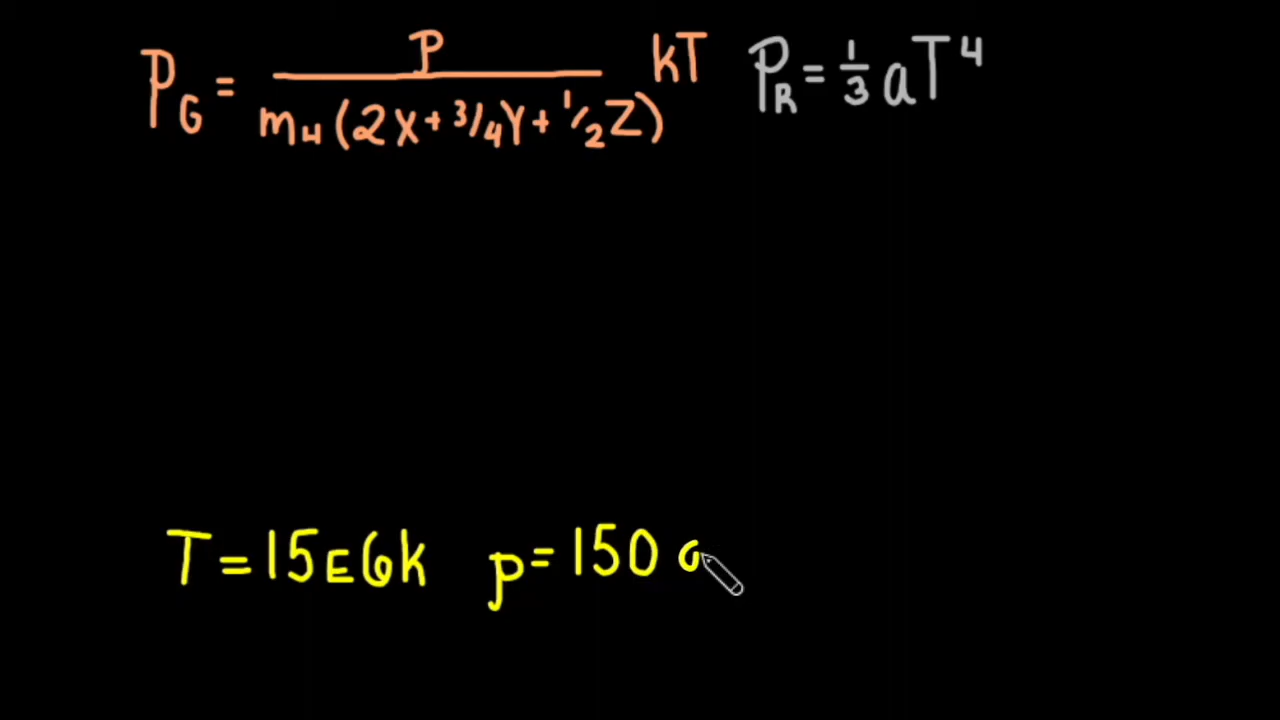 P_G = ρ / m_H (2X + 3/4Y + 1/2Z) kT P_R = 1/3 aT^4
T = 15E6K ρ = 150